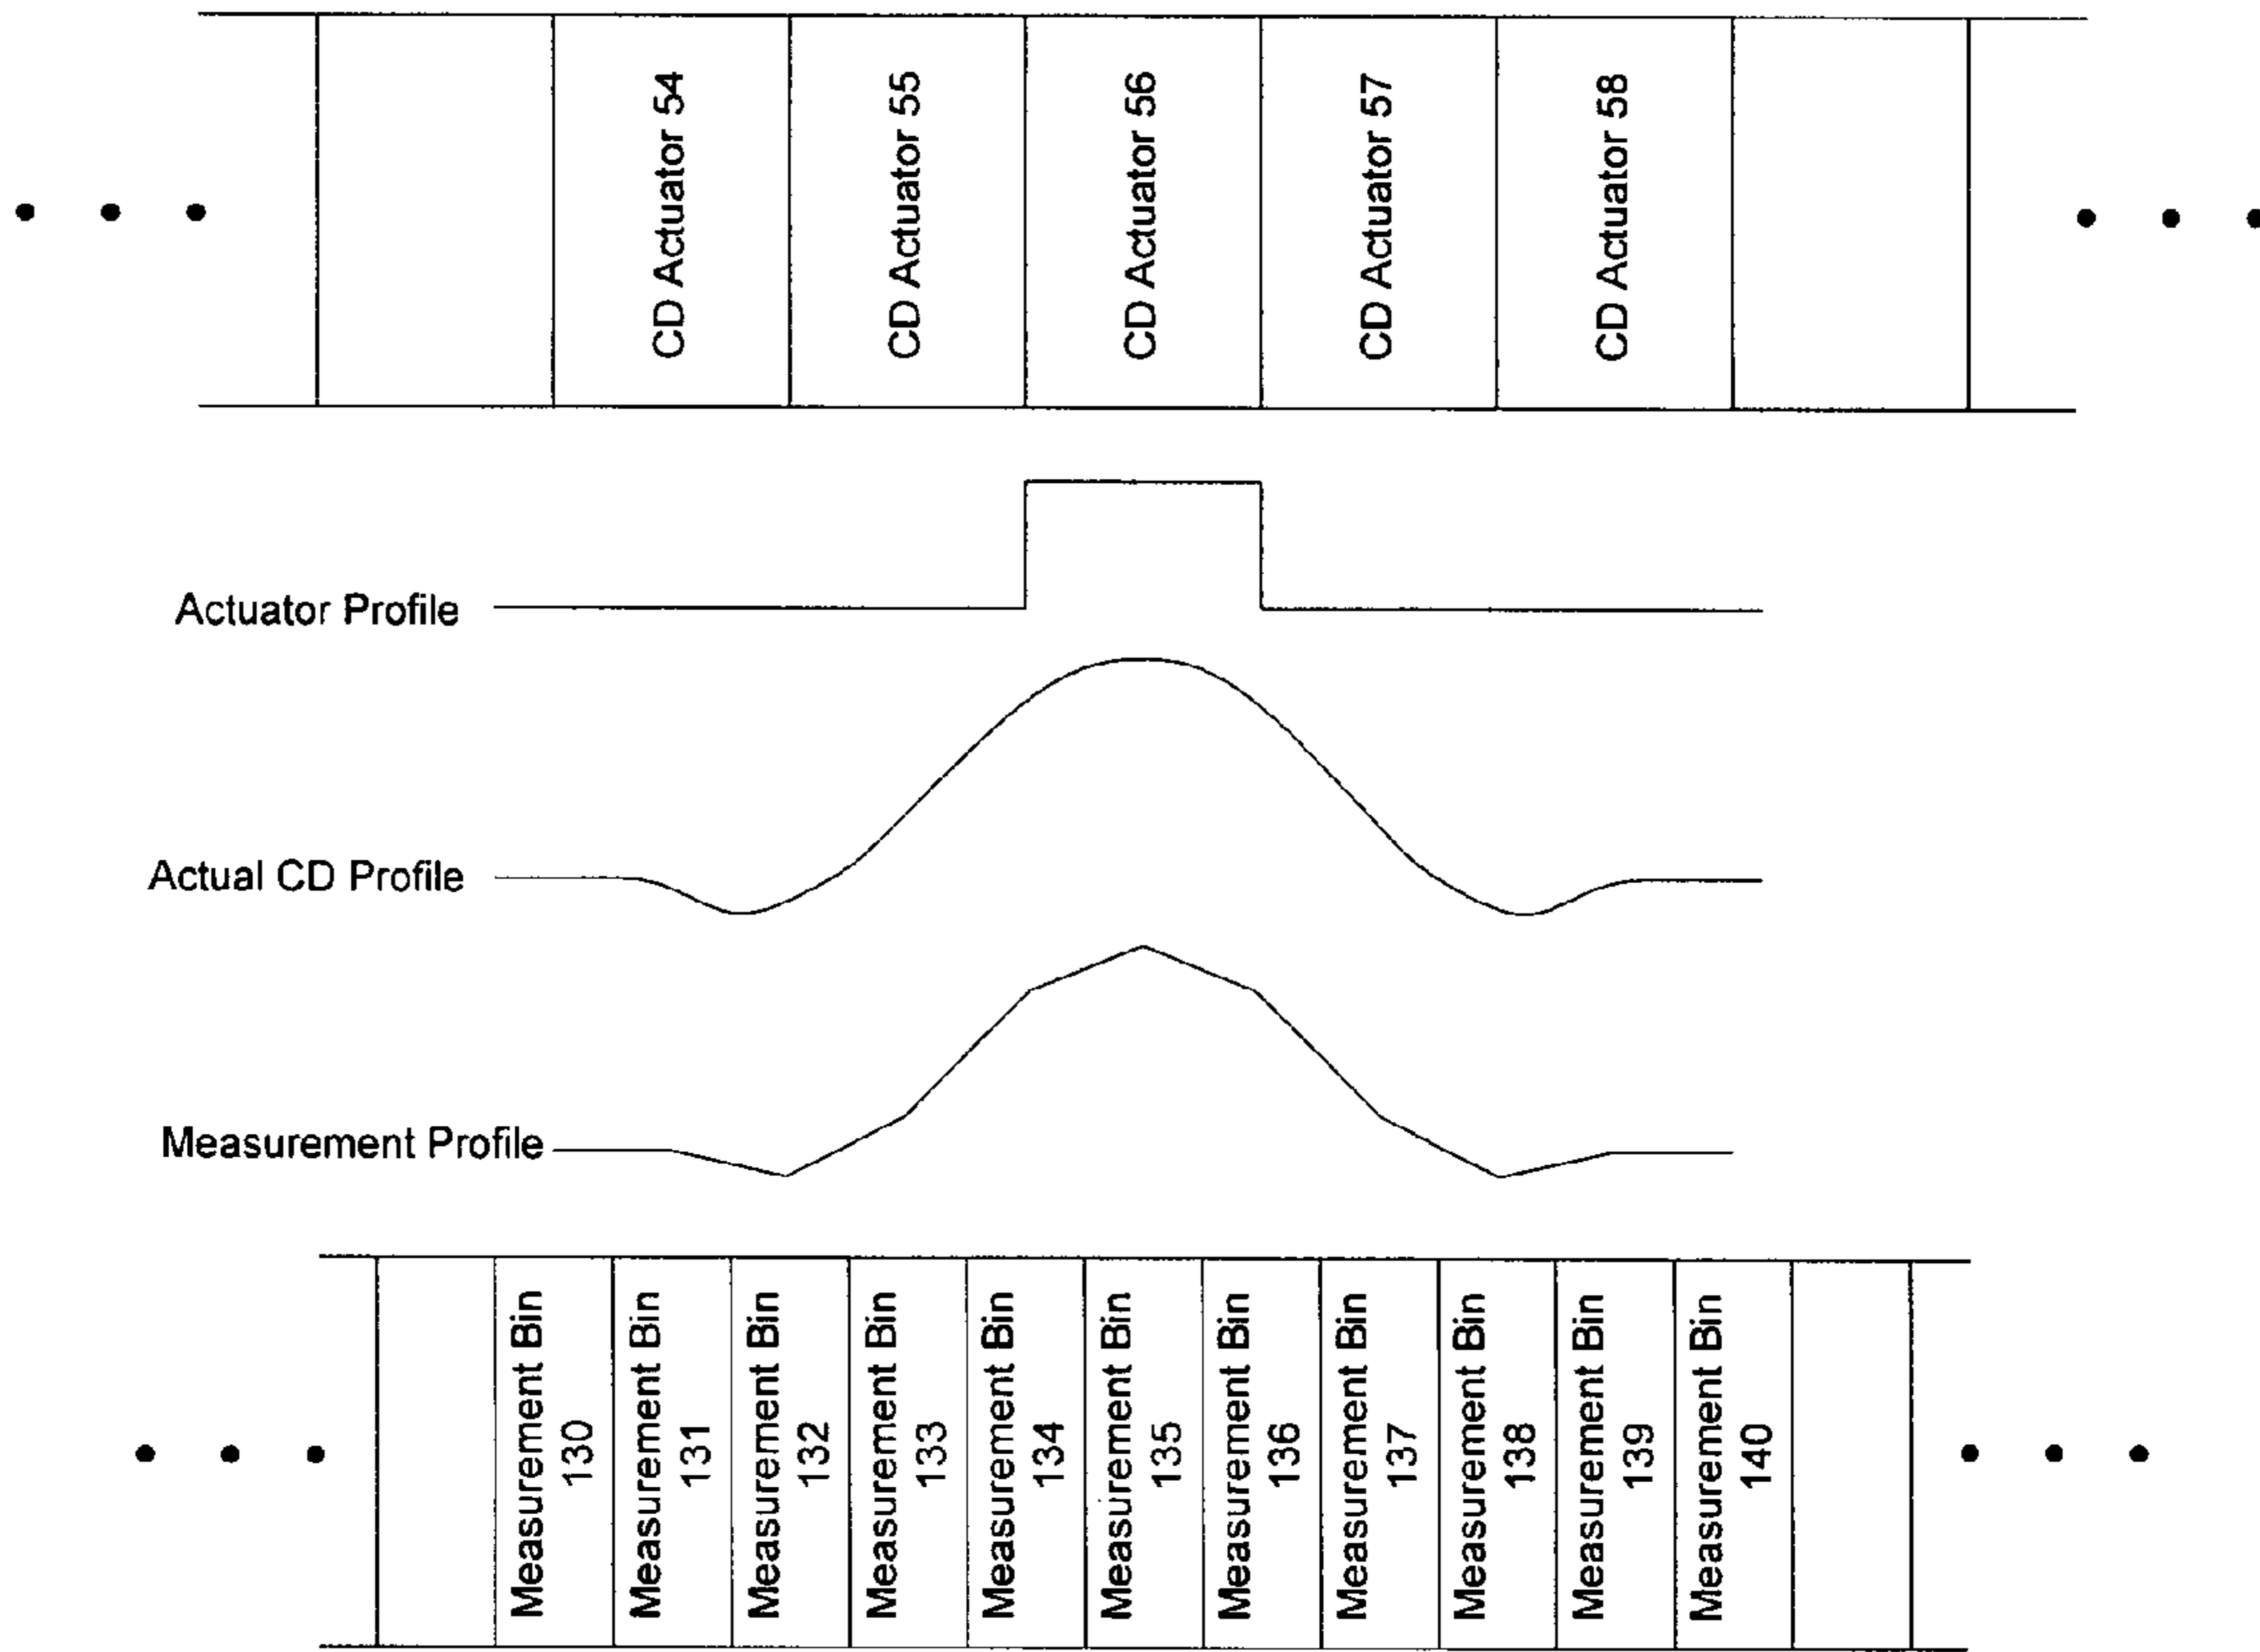 CD Actuator 54
CD Actuator 55
CD Actuator 56
CD Actuator 57
CD Actuator 58
Actuator Profile
Actual CD Profile
Measurement Profile
Measurement Bin
130
Measurement Bin
131
Measurement Bin
132
Measurement Bin
133
Measurement Bin
134
Measurement Bin
135
Measurement Bin
136
Measurement Bin
137
Measurement Bin
138
Measurement Bin
139
Measurement Bin
140